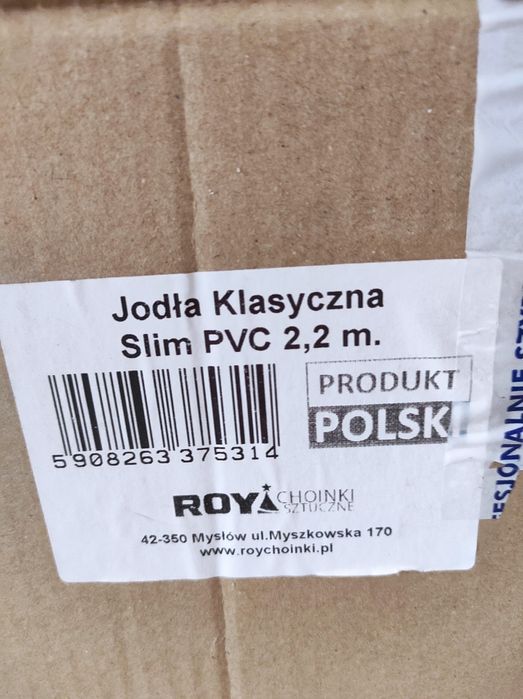 Jodła Klasyczna
Slim PVC 2,2 m.
PRODUKT
POLSKI
5 908263 375314
ROY CHOINKI
SZTUCZNE
42-350 Mysłów ul.Myszkowska 170
www.roychoinki.pl